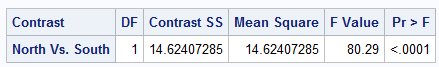 Contrast DF Contrast SS Mean Square F Value Pr > F
North Vs. South 1 14.62407285 14.62407285 80.29 <.0001